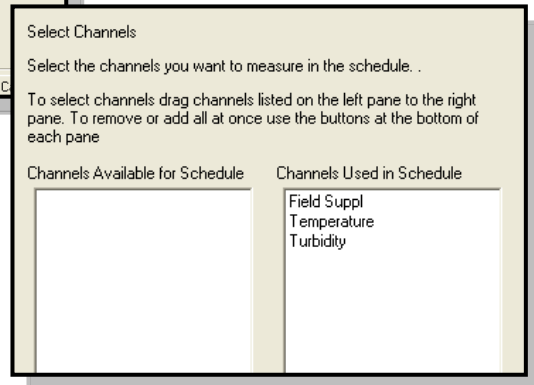 Select Channels
Select the channels you want to measure in the schedule. .
To select channels drag channels listed on the left pane to the right
pane. To remove or add all at once use the buttons at the bottom of
each pane
Channels Available for Schedule
Channels Used in Schedule
Field Suppl
Temperature
Turbidity